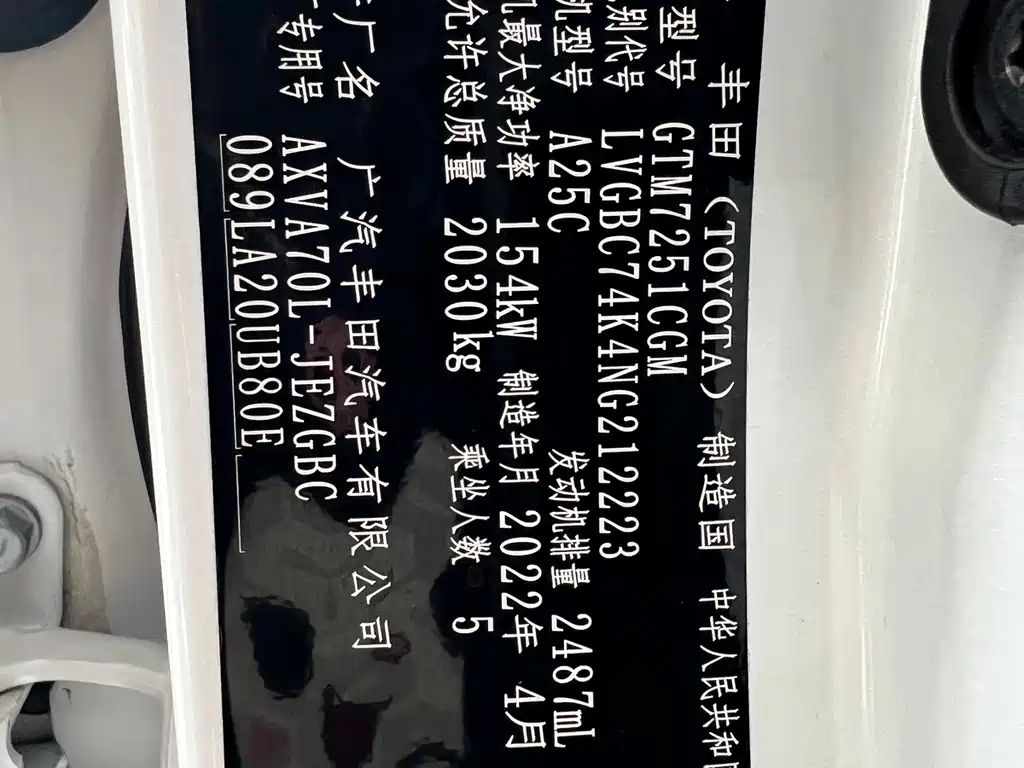 丰田 (TOYOTA) 制造国 中华人民共和
型号 GTM7251CGM
别代号 LVGBC74K4NG212223
机型号 A25C 发动机排量 2487mL
机最大净功率 154kW 制造年月 2022年 4月
允许总质量 2030kg 乘坐人数 5
厂名 广汽丰田汽车有限公司
专用号 AXVA70L-JEZGBC
089LA20UB80E